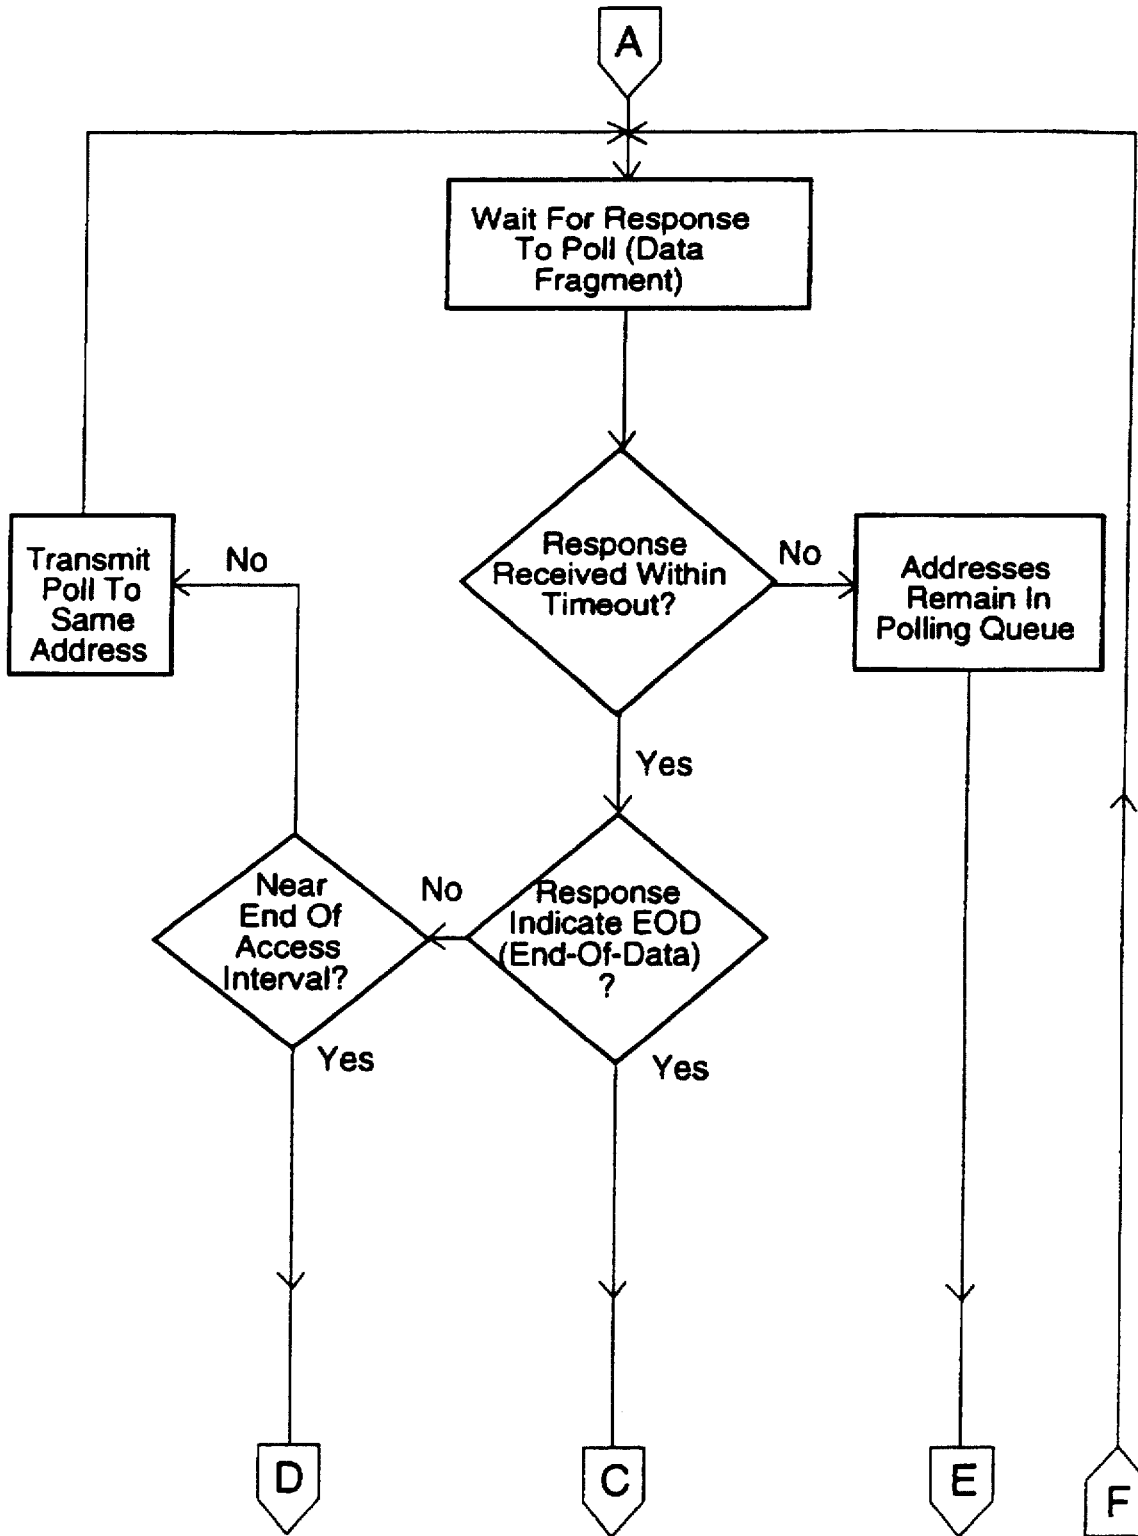 A
Wait For Response
To Poll (Data
Fragment)
Response
Received Within
Timeout?
No
Addresses
Remain In
Polling Queue
Transmit
Poll To
Same
Address
No
Yes
Near
End Of
Access
Interval?
No
Response
Indicate EOD
(End-Of-Data)
?
Yes
Yes
D
C
E
F